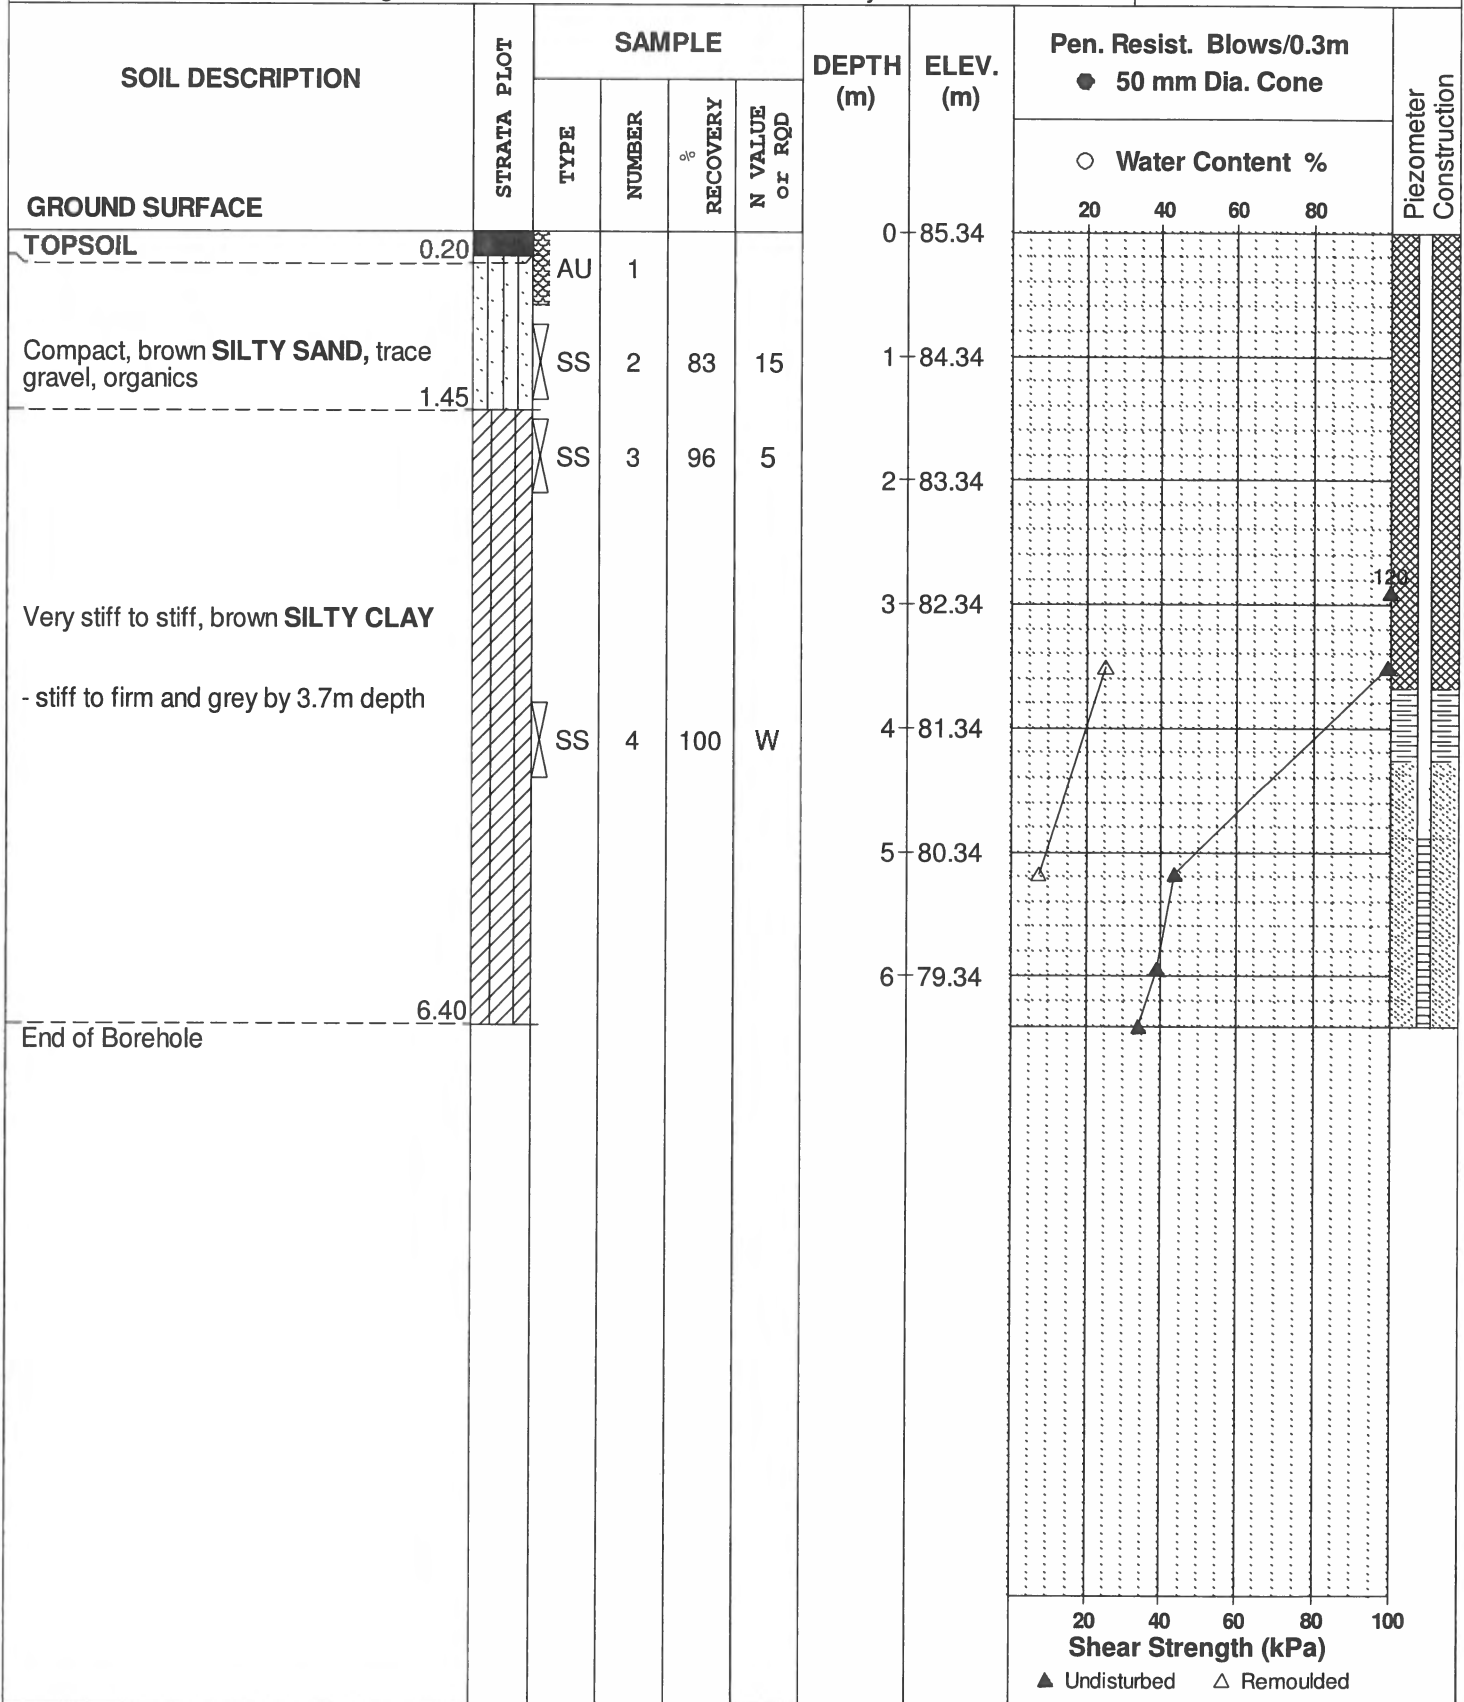 SOIL DESCRIPTION
GROUND SURFACE
STRATA PLOT
SAMPLE
TYPE
NUMBER
% RECOVERY
N VALUE or RQD
DEPTH (m)
ELEV. (m)
Pen. Resist. Blows/0.3m
● 50 mm Dia. Cone
○ Water Content %
20 40 60 80
Piezometer Construction
TOPSOIL 0.20
AU 1
0 85.34
Compact, brown SILTY SAND, trace
gravel, organics
1.45
SS 2 83 15
1 84.34
SS 3 96 5
2 83.34
120
Very stiff to stiff, brown SILTY CLAY
3 82.34
- stiff to firm and grey by 3.7m depth
SS 4 100 W
4 81.34
5 80.34
6 79.34
6.40
End of Borehole
20 40 60 80 100
Shear Strength (kPa)
▲ Undisturbed △ Remoulded